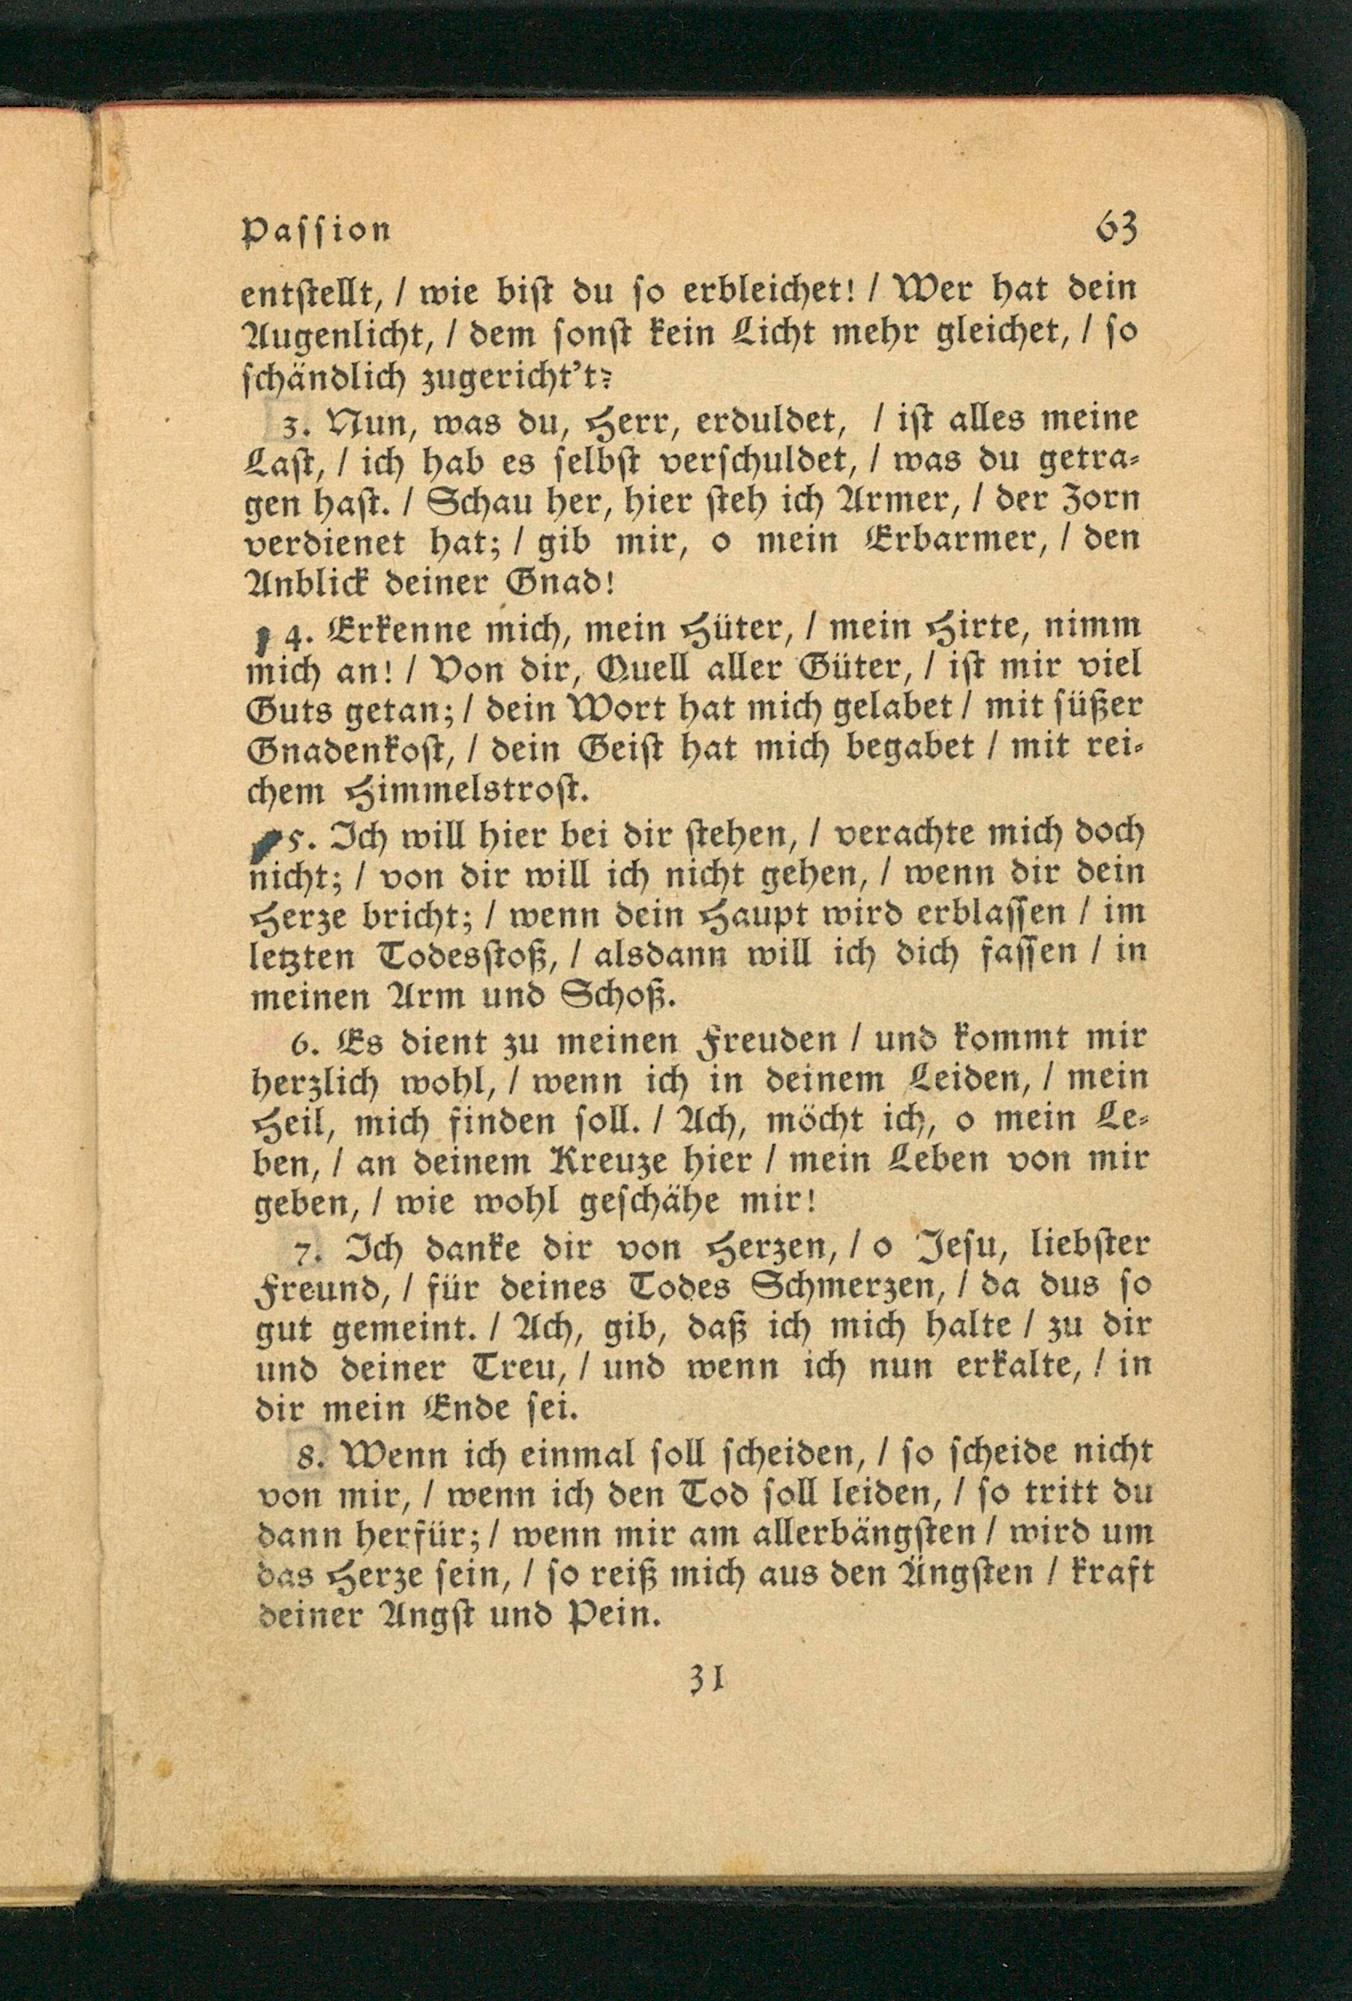 Passion 63
entstellt, / wie bist du so erbleichet! / Wer hat dein
Augenlicht, / dem sonst kein Licht mehr gleichet, / so
schändlich zugericht't?
3. Nun, was du, Herr, erduldet, / ist alles meine
Last, / ich hab es selbst verschuldet, / was du getra-
gen hast. / Schau her, hier steh ich Armer, / der Zorn
verdienet hat; / gib mir, o mein Erbarmer, / den
Anblick deiner Gnad!
4. Erkenne mich, mein Hüter, / mein Hirte, nimm
mich an! / Von dir, Quell aller Güter, / ist mir viel
Guts getan; / dein Wort hat mich gelabet / mit süßer
Gnadenkost, / dein Geist hat mich begabet / mit rei-
chem Himmelstrost.
5. Ich will hier bei dir stehen, / verachte mich doch
nicht; / von dir will ich nicht gehen, / wenn dir dein
Herze bricht; / wenn dein Haupt wird erblassen / im
letzten Todesstoß, / alsdann will ich dich fassen / in
meinen Arm und Schoß.
6. Es dient zu meinen Freuden / und kommt mir
herzlich wohl, / wenn ich in deinem Leiden, / mein
Heil, mich finden soll. / Ach, möcht ich, o mein Le-
ben, / an deinem Kreuze hier / mein Leben von mir
geben, / wie wohl geschähe mir!
7. Ich danke dir von Herzen, / o Jesu, liebster
Freund, / für deines Todes Schmerzen, / da dus so
gut gemeint. / Ach, gib, daß ich mich halte / zu dir
und deiner Treu, / und wenn ich nun erkalte, / in
dir mein Ende sei.
8. Wenn ich einmal soll scheiden, / so scheide nicht
von mir, / wenn ich den Tod soll leiden, / so tritt du
dann herfür; / wenn mir am allerbängsten / wird um
das Herze sein, / so reiß mich aus den Ängsten / kraft
deiner Angst und Pein.
31